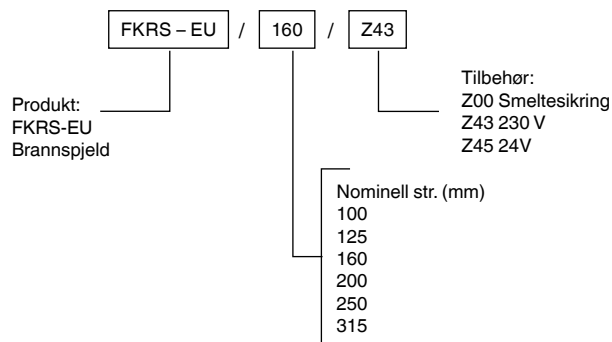 FKRS – EU / 160 / Z43
Produkt:
FKRS-EU
Brannspjeld
Tilbehør:
Z00 Smeltesikring
Z43 230 V
Z45 24V
Nominell str. (mm)
100
125
160
200
250
315